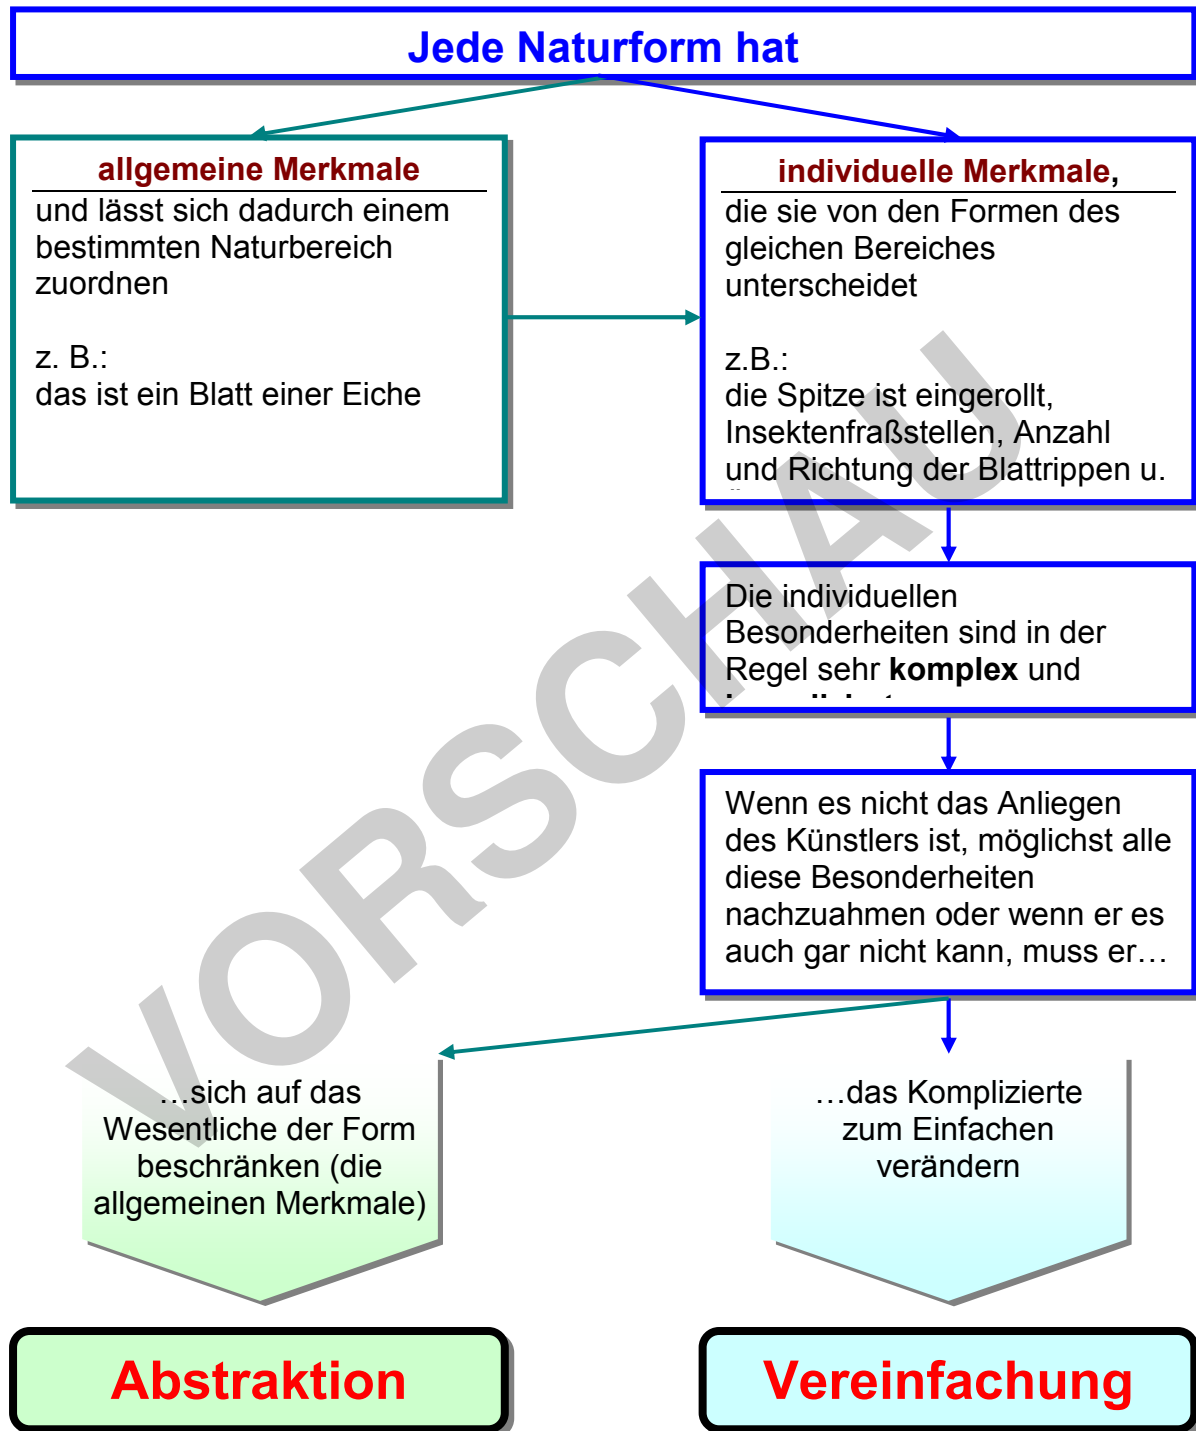 Jede Naturform hat
allgemeine Merkmale
und lässt sich dadurch einem
bestimmten Naturbereich
zuordnen
z. B.:
das ist ein Blatt einer Eiche
individuelle Merkmale,
die sie von den Formen des
gleichen Bereiches
unterscheidet
z.B.:
die Spitze ist eingerollt,
Insektenfraßstellen, Anzahl
und Richtung der Blattrippen u.
Die individuellen
Besonderheiten sind in der
Regel sehr komplex und
Wenn es nicht das Anliegen
des Künstlers ist, möglichst alle
diese Besonderheiten
nachzuahmen oder wenn er es
auch gar nicht kann, muss er…
…sich auf das
Wesentliche der Form
beschränken (die
allgemeinen Merkmale)
…das Komplizierte
zum Einfachen
verändern
Abstraktion
Vereinfachung
VORSCHAU